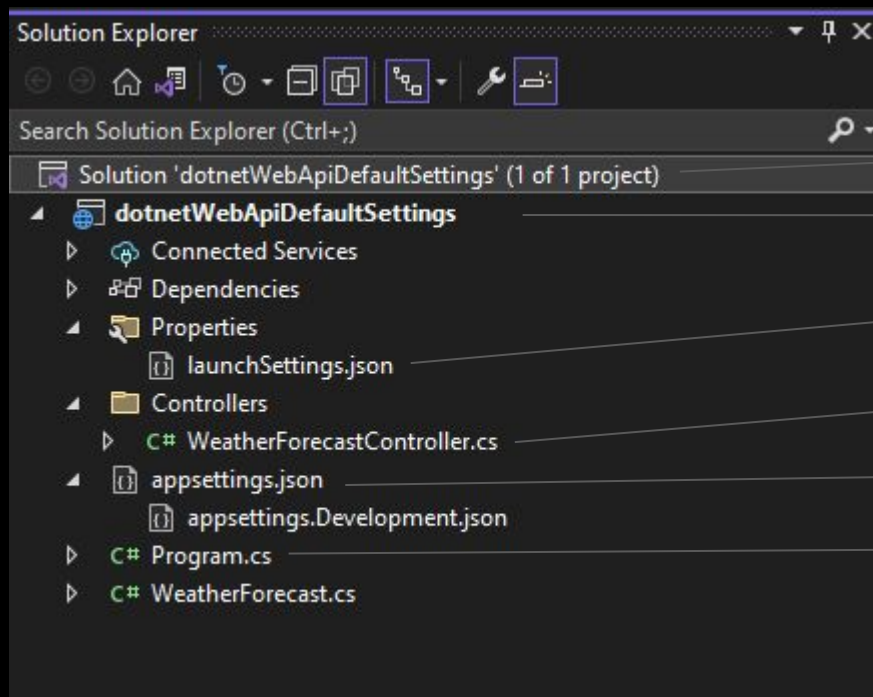 Solution Explorer
Search Solution Explorer (Ctrl+;)
Solution 'dotnetWebApiDefaultSettings' (1 of 1 project)
dotnetWebApiDefaultSettings
Connected Services
Dependencies
Properties
launchSettings.json
Controllers
C# WeatherForecastController.cs
appsettings.json
appsettings.Development.json
C# Program.cs
C# WeatherForecast.cs